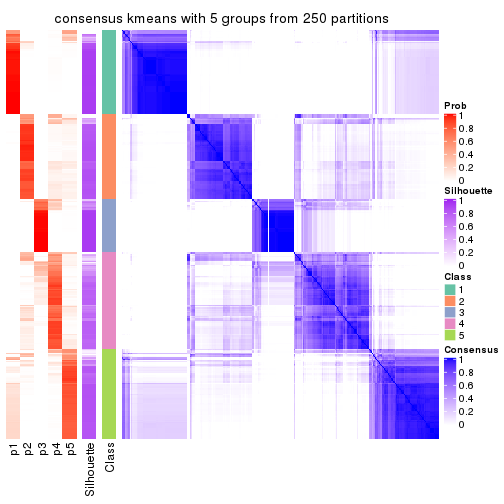 consensus kmeans with 5 groups from 250 partitions
Prob
1
0.8
0.6
0.4
0.2
0
Silhouette
1
0.8
0.6
0.4
0.2
0
Class
1
2
3
4
5
Consensus
1
0.8
0.6
0.4
0.2
0
p1
p2
p3
p4
p5
Silhouette
Class